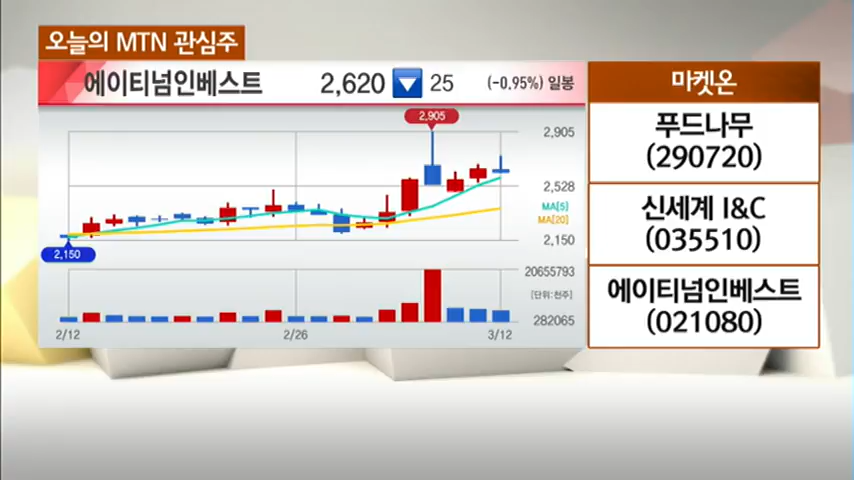 오늘의 MTN 관심주
에이티넘인베스트 2,620 ▼ 25 (-0.95%) 일봉
2,905
2,905
2,528
MA[5]
MA[20]
2,150
2,150
20655793
[단위:천주]
282065
2/12 2/26 3/12
마켓온
푸드나무
(290720)
신세계 I&C
(035510)
에이티넘인베스트
(021080)